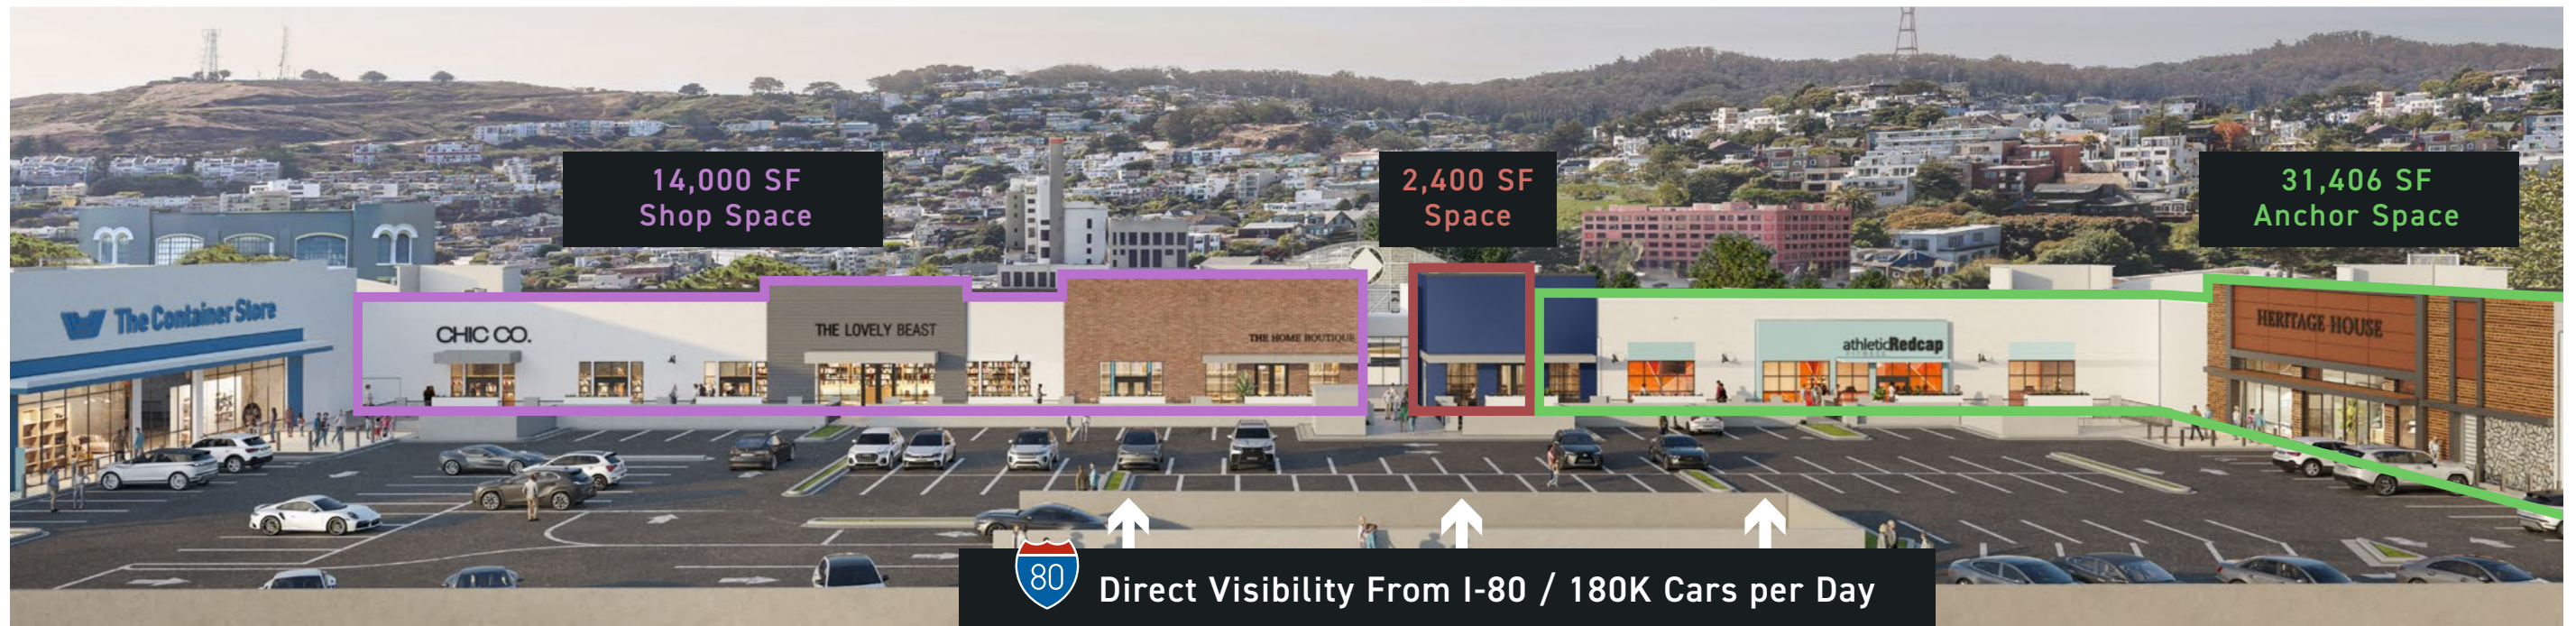 14,000 SF
Shop Space
2,400 SF
Space
31,406 SF
Anchor Space
The Container Store
CHIC CO.
THE LOVELY BEAST
THE HOME BOUTIQUE
athleticRedcap
HERITAGE HOUSE
80
Direct Visibility From I-80 / 180K Cars per Day